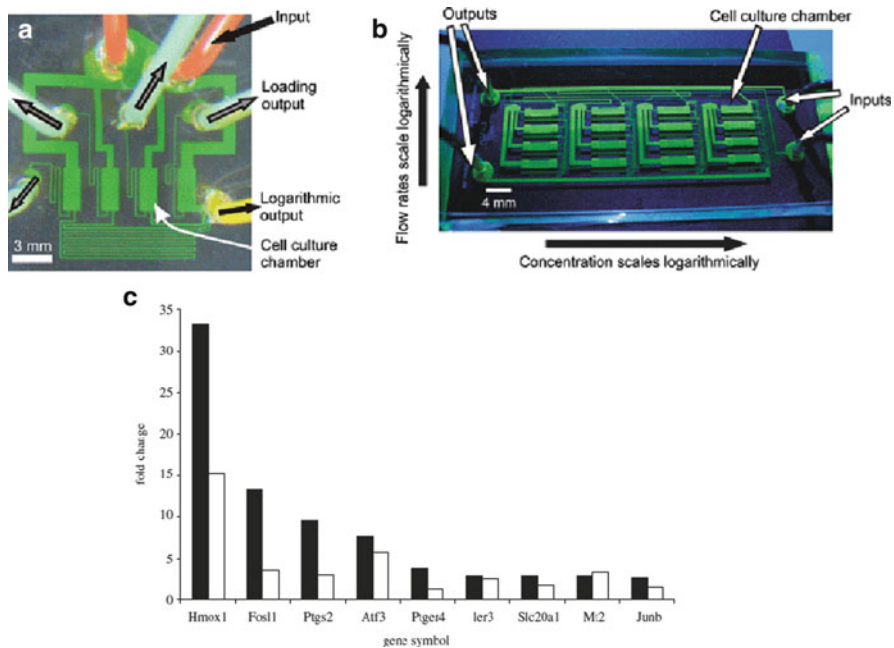 a
Input
Loading output
Logarithmic output
Cell culture chamber
3 mm
b
Outputs
Cell culture chamber
Inputs
4 mm
Flow rates scale logarithmically
Concentration scales logarithmically
c
35
30
25
20
15
10
5
0
fold charge
Hmox1 Fosl1 Ptgs2 Atf3 Ptger4 Ier3 Slc20a1 Mt2 Junb
gene symbol